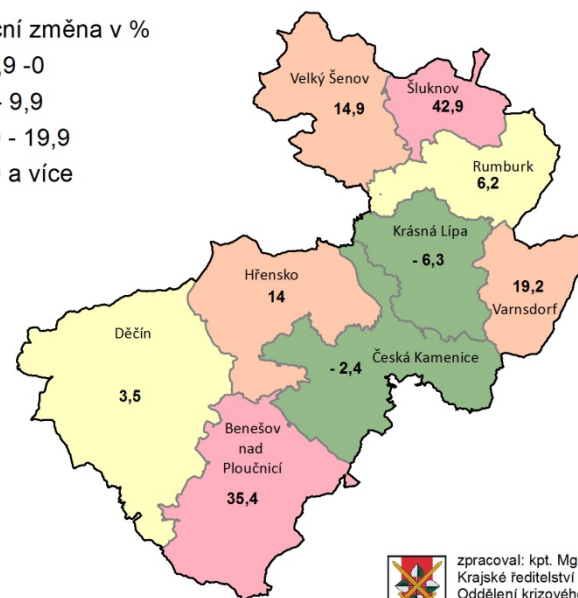 ční změna v %
,9 -0
- 9,9
- 19,9
a více
Velký Šenov
14,9
Šluknov
42,9
Rumburk
6,2
Krásná Lípa
- 6,3
19,2
Varnsdorf
Hřensko
14
Děčín
3,5
Česká Kamenice
- 2,4
Benešov
nad
Ploučnicí
35,4
zpracoval: kpt. Mg
Krajské ředitelství
Oddělení krizovéh